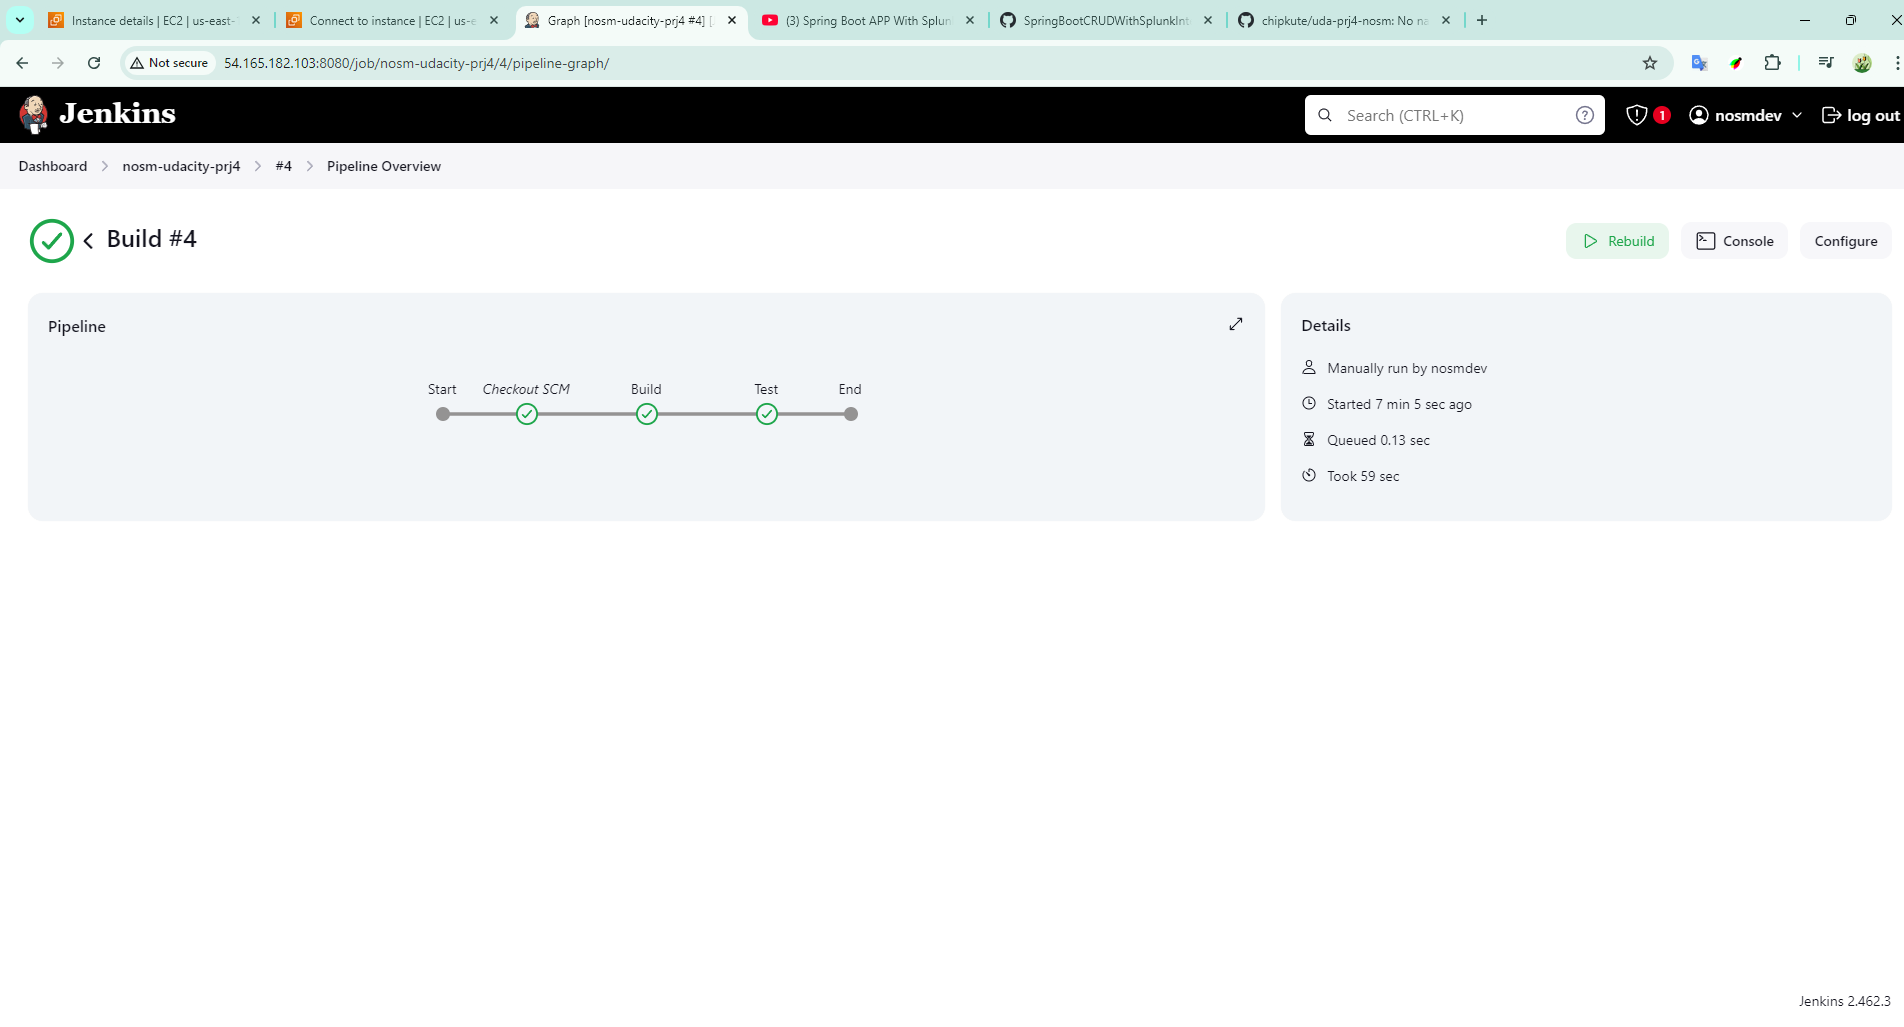 Instance details | EC2 | us-east-
Connect to instance | EC2 | us-e
Graph [nosm-udacity-prj4 #4] [
(3) Spring Boot APP With Splun
SpringBootCRUDWithSplunkInt
chipkute/uda-prj4-nosm: No na
Not secure 54.165.182.103:8080/job/nosm-udacity-prj4/4/pipeline-graph/
Jenkins
Search (CTRL+K)
1
nosmdev
log out
Dashboard nosm-udacity-prj4 #4 Pipeline Overview
Build #4
Rebuild
Console
Configure
Pipeline
Start Checkout SCM Build Test End
Details
Manually run by nosmdev
Started 7 min 5 sec ago
Queued 0.13 sec
Took 59 sec
Jenkins 2.462.3